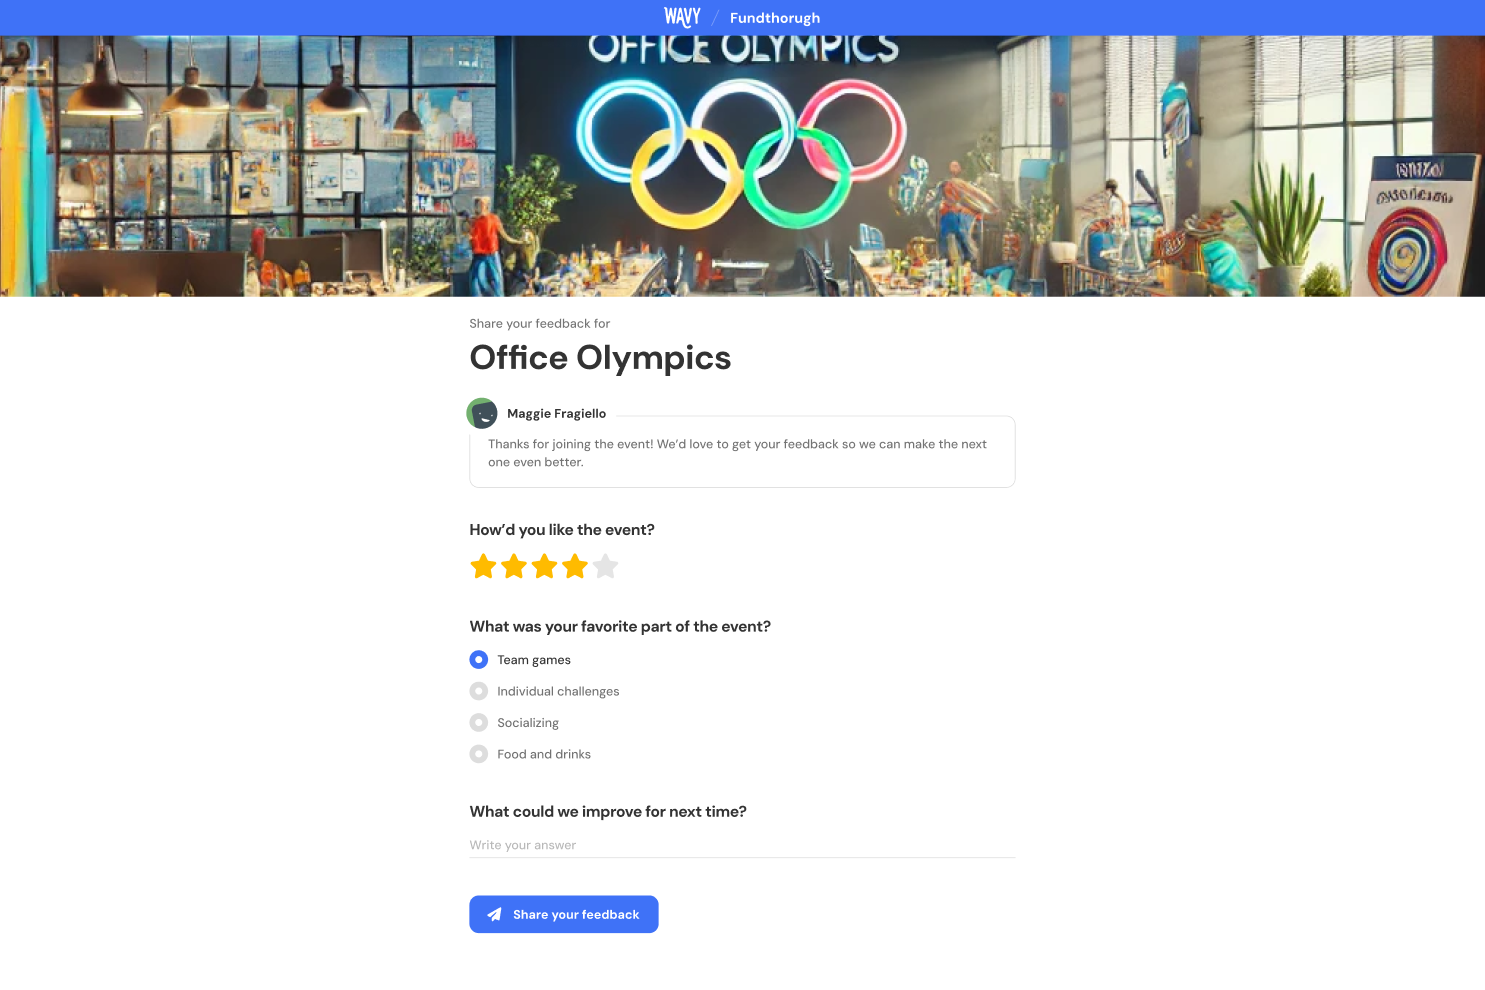 WAVY
Fundthorugh
OFFICE OLYMPICS
Share your feedback for
Office Olympics
Maggie Fragiello
Thanks for joining the event! We’d love to get your feedback so we can make the next
one even better.
How’d you like the event?
What was your favorite part of the event?
Team games
Individual challenges
Socializing
Food and drinks
What could we improve for next time?
Write your answer
Share your feedback